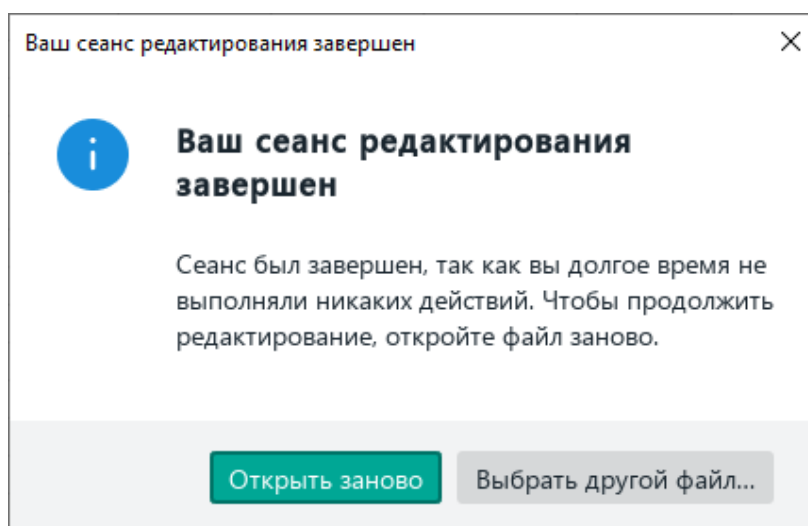 Ваш сеанс редактирования завершен
Ваш сеанс редактирования
завершен
Сеанс был завершен, так как вы долгое время не
выполняли никаких действий. Чтобы продолжить
редактирование, откройте файл заново.
Открыть заново
Выбрать другой файл...